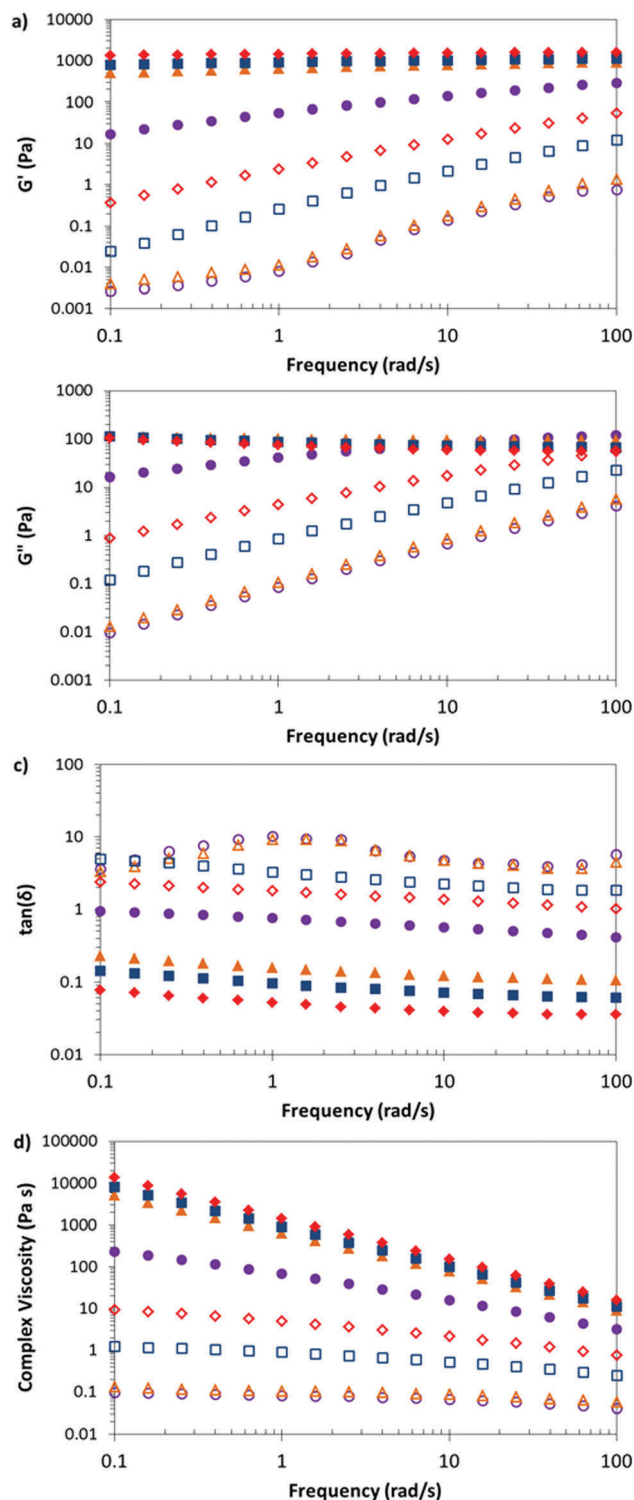 a)
10000
1000
100
10
1
0.1
0.01
0.001
G' (Pa)
0.1 1 10 100
Frequency (rad/s)
1000
100
10
1
0.1
0.01
0.001
G" (Pa)
0.1 1 10 100
Frequency (rad/s)
c)
100
10
1
0.1
0.01
tan(δ)
0.1 1 10 100
Frequency (rad/s)
d)
100000
10000
1000
100
10
1
0.1
0.01
Complex Viscosity (Pa s)
0.1 1 10 100
Frequency (rad/s)